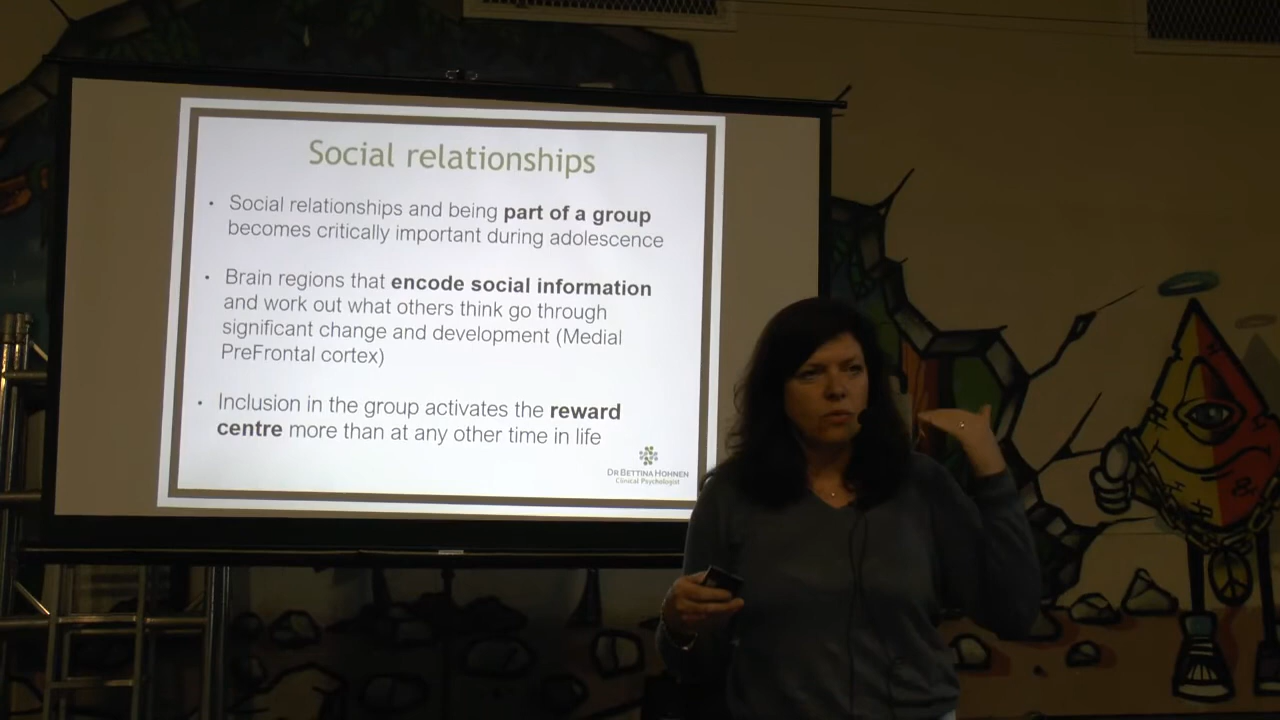 Social relationships
• Social relationships and being part of a group
becomes critically important during adolescence
• Brain regions that encode social information
and work out what others think go through
significant change and development (Medial
PreFrontal cortex)
• Inclusion in the group activates the reward
centre more than at any other time in life
DR BETTINA HOHNEN
Clinical Psychologist